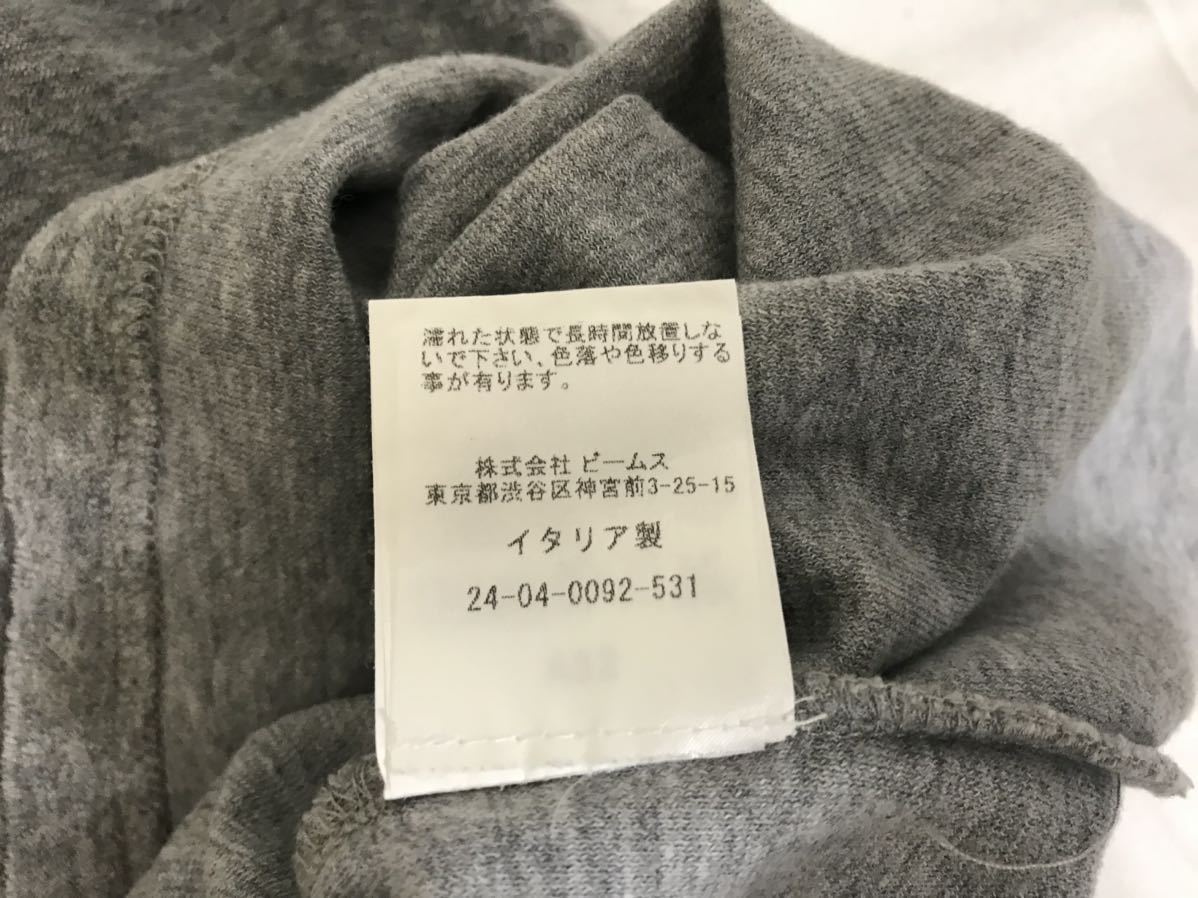 濡れた状態で長時間放置しな
いで下さい、色落や色移りする
事が有ります。
株式会社ビームス
東京都渋谷区神宮前3-25-15
イタリア製
24-04-0092-531